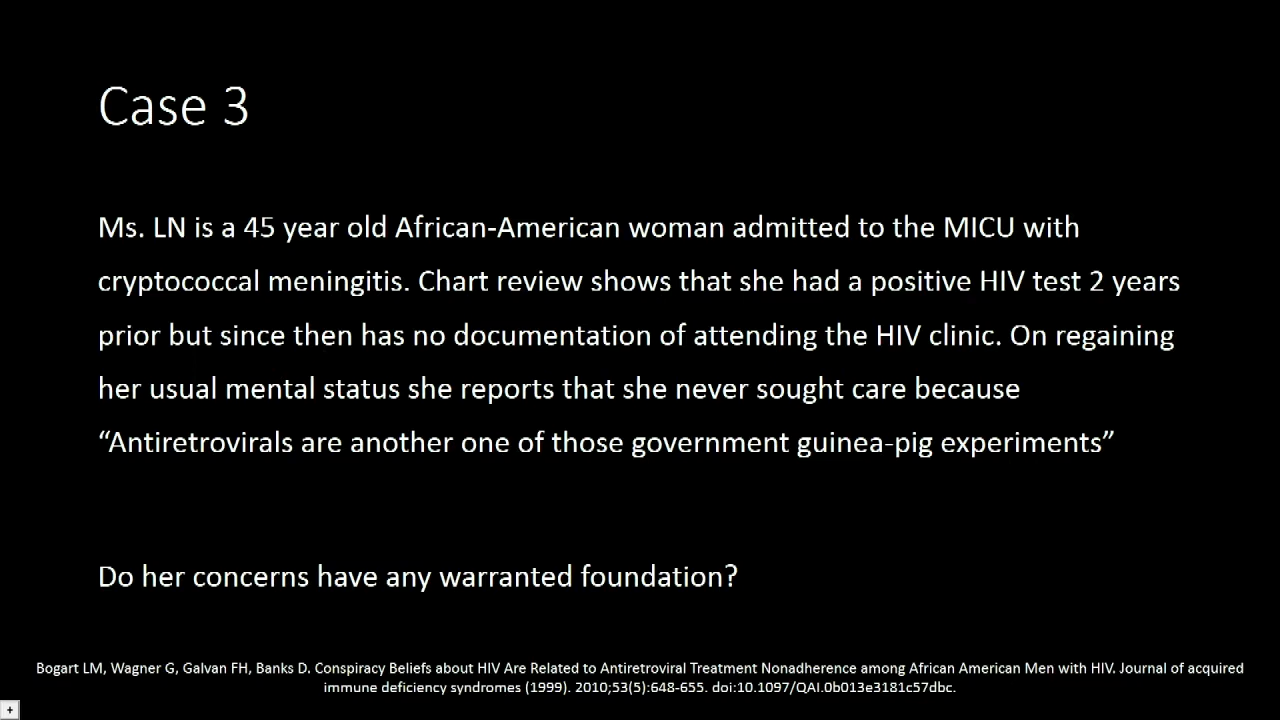 Case 3
Ms. LN is a 45 year old African-American woman admitted to the MICU with
cryptococcal meningitis. Chart review shows that she had a positive HIV test 2 years
prior but since then has no documentation of attending the HIV clinic. On regaining
her usual mental status she reports that she never sought care because
“Antiretrovirals are another one of those government guinea-pig experiments”
Do her concerns have any warranted foundation?
Bogart LM, Wagner G, Galvan FH, Banks D. Conspiracy Beliefs about HIV Are Related to Antiretroviral Treatment Nonadherence among African American Men with HIV. Journal of acquired
immune deficiency syndromes (1999). 2010;53(5):648-655. doi:10.1097/QAI.0b013e3181c57dbc.
+